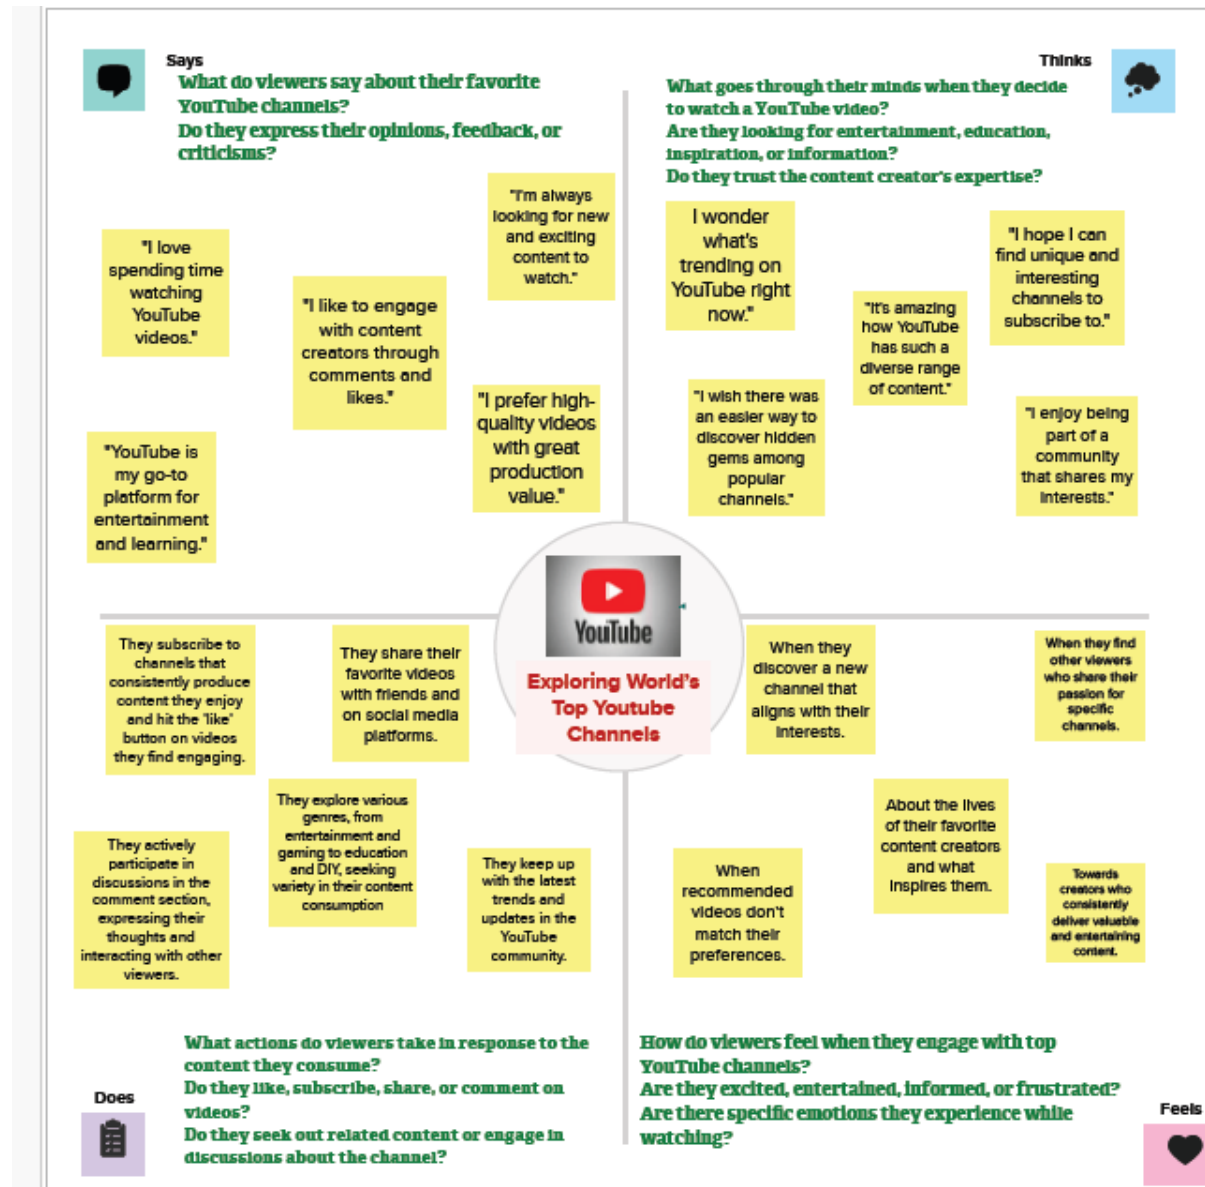 Says
What do viewers say about their favorite
YouTube channels?
Do they express their opinions, feedback, or
criticisms?
"I love
spending time
watching
YouTube
videos."
"I like to engage
with content
creators through
comments and
likes."
"I'm always
looking for new
and exciting
content to
watch."
"YouTube is
my go-to
platform for
entertainment
and learning."
"I prefer high-
quality videos
with great
production
value."
Thinks
What goes through their minds when they decide
to watch a YouTube video?
Are they looking for entertainment, education,
inspiration, or information?
Do they trust the content creator's expertise?
I wonder
what's
trending on
YouTube right
now."
"It's amazing
how YouTube
has such a
diverse range
of content."
"I hope I can
find unique and
interesting
channels to
subscribe to."
"I wish there was
an easier way to
discover hidden
gems among
popular
channels."
"I enjoy being
part of a
community
that shares my
interests."
YouTube
Exploring World's
Top Youtube
Channels
They subscribe to
channels that
consistently produce
content they enjoy
and hit the "like"
button on videos
they find engaging.
They share their
favorite videos
with friends and
on social media
platforms.
They actively
participate in
discussions in the
comment section,
expressing their
thoughts and
interacting with other
viewers.
They explore various
genres, from
entertainment and
gaming to education
and DIY, seeking
variety in their content
consumption
They keep up
with the latest
trends and
updates in the
YouTube
community.
What actions do viewers take in response to the
content they consume?
Do they like, subscribe, share, or comment on
videos?
Do they seek out related content or engage in
discussions about the channel?
Does
When they
discover a new
channel that
aligns with their
interests.
When they find
other viewers
who share their
passion for
specific
channels.
When
recommended
videos don't
match their
preferences.
About the lives
of their favorite
content creators
and what
inspires them.
Towards
creators who
consistently
deliver valuable
and entertaining
content.
How do viewers feel when they engage with top
YouTube channels?
Are they excited, entertained, informed, or frustrated?
Are there specific emotions they experience while
watching?
Feels